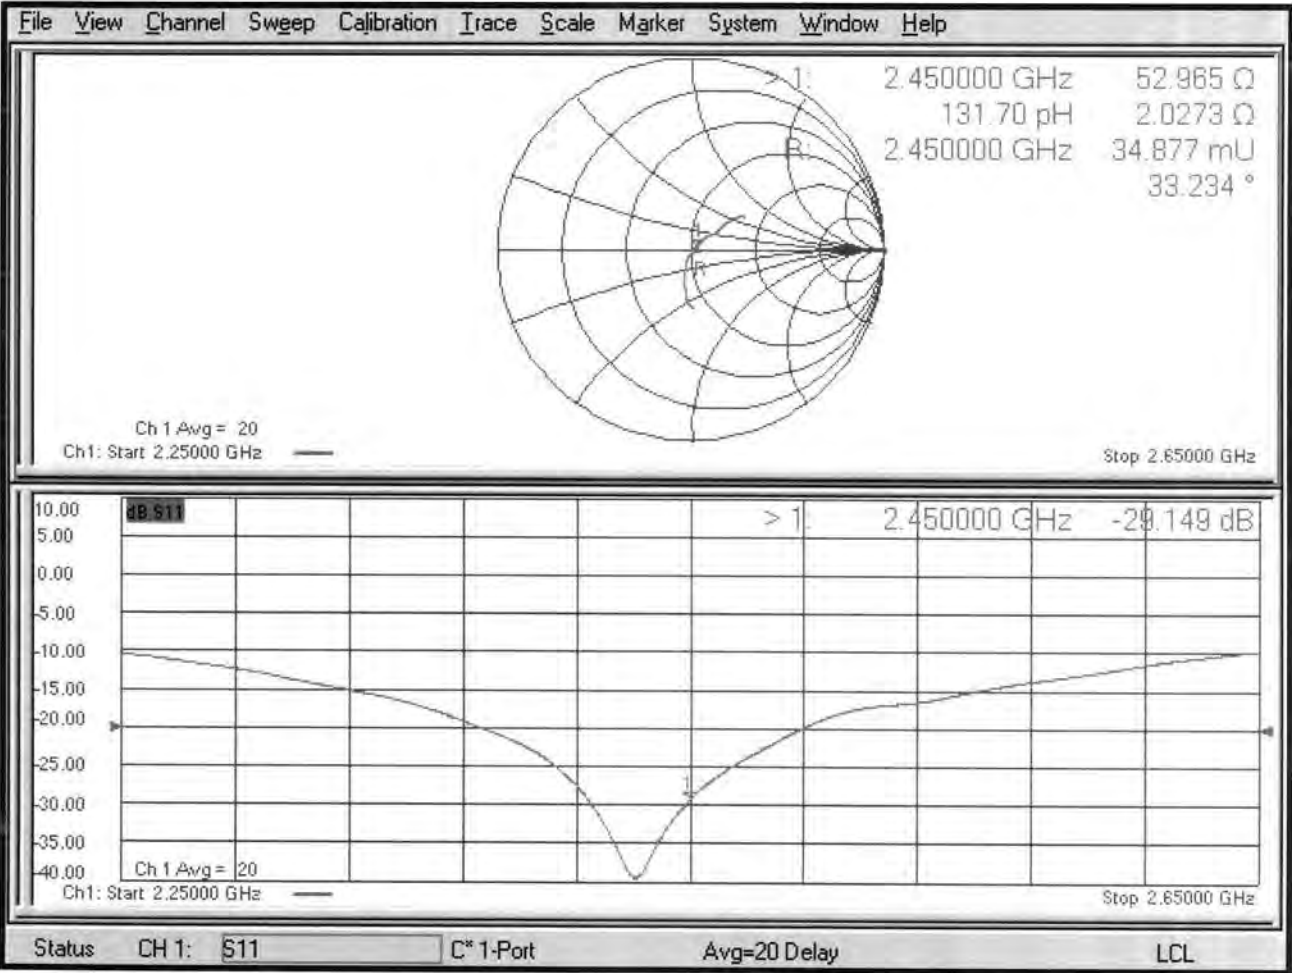 File View Channel Sweep Calibration Trace Scale Marker System Window Help
> 1: 2.450000 GHz 52.965 Ω
131.70 pH 2.0273 Ω
R: 2.450000 GHz 34.877 mU
33.234 °
1
R
Ch 1 Avg = 20
Ch1: Start 2.25000 GHz
Stop 2.65000 GHz
10.00
dB S11
> 1: 2.450000 GHz -29.149 dB
5.00
0.00
-5.00
-10.00
-15.00
-20.00
-25.00
1
-30.00
-35.00
-40.00
Ch 1 Avg = 20
Ch1: Start 2.25000 GHz
Stop 2.65000 GHz
Status CH 1: S11 C* 1-Port Avg=20 Delay LCL